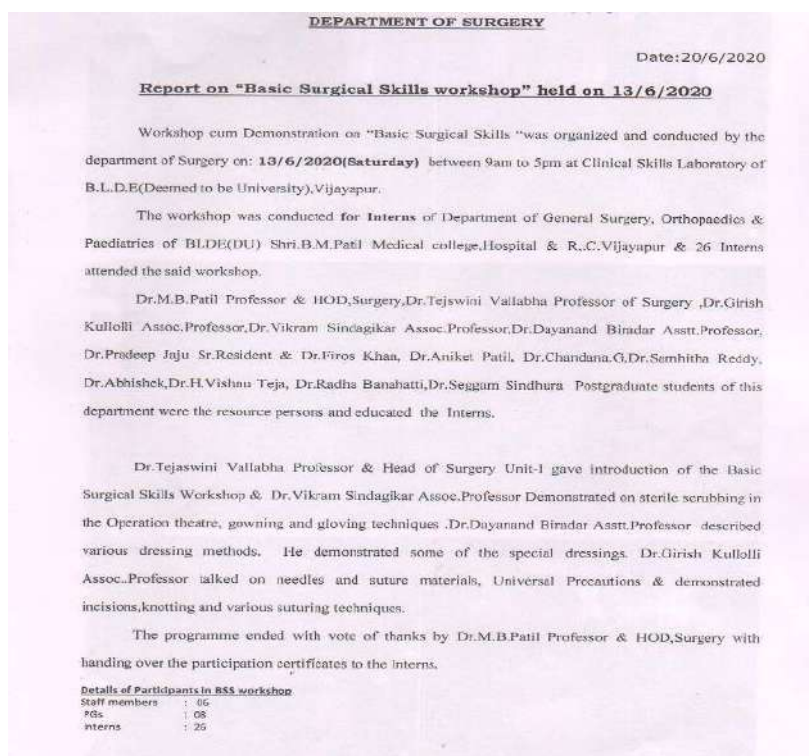 DEPARTMENT OF SURGERY
Date:20/6/2020
Report on “Basic Surgical Skills workshop” held on 13/6/2020
Workshop cum Demonstration on “Basic Surgical Skills “was organized and conducted by the
department of Surgery on: 13/6/2020(Saturday) between 9am to 5pm at Clinical Skills Laboratory of
B.L.D.E(Deemed to be University),Vijayapur.
The workshop was conducted for Interns of Department of General Surgery, Orthopaedics &
Paediatrics of BLDE(DU) Shri.B.M.Patil Medical college,Hospital & R,.C.Vijayapur & 26 Interns
attended the said workshop.
Dr.M.B.Patil Professor & HOD,Surgery,Dr.Tejswini Vallabha Professor of Surgery ,Dr.Girish
Kullolli Assoc.Professor,Dr.Vikram Sindagikar Assoc.Professor,Dr.Dayanand Biradar Asstt.Professor,
Dr.Pradeep Jaju Sr.Resident & Dr.Firos Khan, Dr.Aniket Patil, Dr.Chandana.G,Dr.Samhitha Reddy,
Dr.Abhishek,Dr.H.Vishnu Teja, Dr.Radha Banahatti,Dr.Seggam Sindhura Postgraduate students of this
department were the resource persons and educated the Interns.
Dr.Tejaswini Vallabha Professor & Head of Surgery Unit-I gave introduction of the Basic
Surgical Skills Workshop & Dr.Vikram Sindagikar Assoc.Professor Demonstrated on sterile scrubbing in
the Operation theatre, gowning and gloving techniques .Dr.Dayanand Biradar Asstt.Professor described
various dressing methods. He demonstrated some of the special dressings. Dr.Girish Kullolli
Assoc..Professor talked on needles and suture materials, Universal Precautions & demonstrated
incisions,knotting and various suturing techniques.
The programme ended with vote of thanks by Dr.M.B.Patil Professor & HOD,Surgery with
handing over the participation certificates to the Interns.
Details of Participants in BSS workshop
Staff members : 06
PGs : 08
Interns : 26